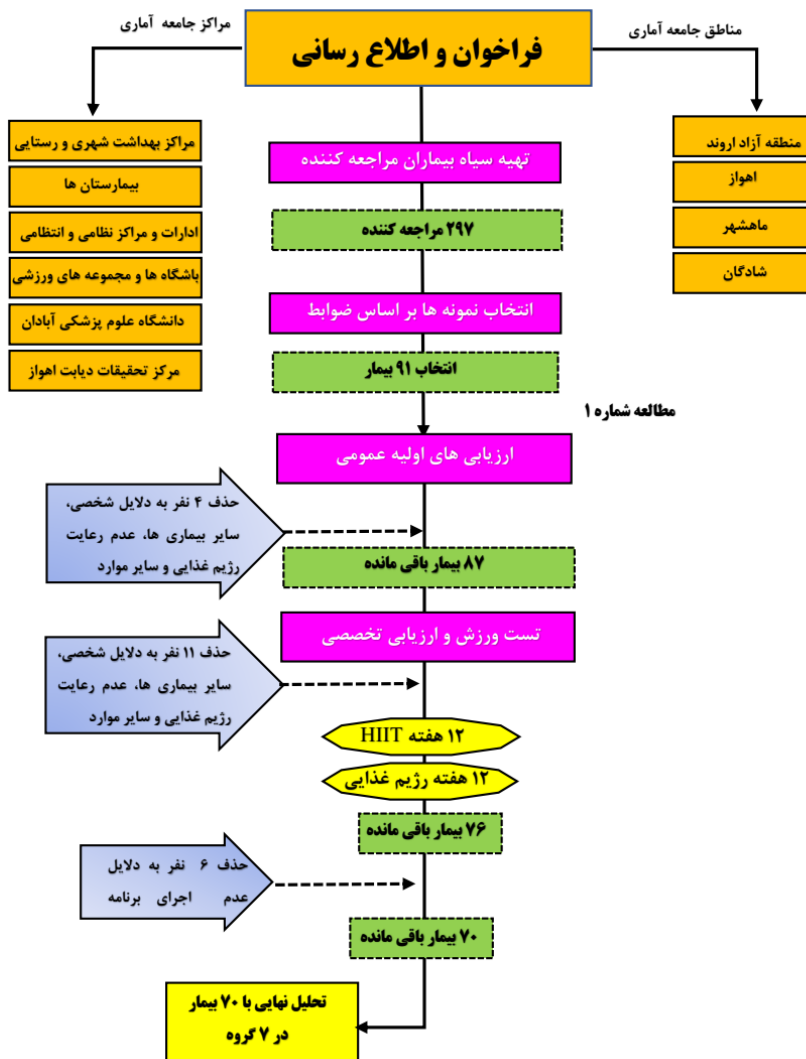 فراخوان و اطلاع رسانی
مراکز جامعه آماری
مناطق جامعه آماری
مراکز بهداشت شهری و رستایی
بیمارستان ها
ادارات و مراکز نظامی و انتظامی
باشگاه ها و مجموعه های ورزشی
دانشگاه علوم پزشکی آبادان
مرکز تحقیقات دیابت اهواز
منطقه آزاد اروند
اهواز
ماهشهر
شادگان
تهیه سیاه بیماران مراجعه کننده
۲۹۷ مراجعه کننده
انتخاب نمونه ها بر اساس ضوابط
انتخاب ۹۱ بیمار
مطالعه شماره ۱
ارزیابی های اولیه عمومی
حذف ۴ نفر به دلایل شخصی،
سایر بیماری ها، عدم رعایت
رژیم غذایی و سایر موارد
۸۷ بیمار باقی مانده
تست ورزش و ارزیابی تخصصی
حذف ۱۱ نفر به دلایل شخصی،
سایر بیماری ها، عدم رعایت
رژیم غذایی و سایر موارد
۱۲ هفته HIIT
۱۲ هفته رژیم غذایی
۷۶ بیمار باقی مانده
حذف ۶ نفر به دلایل
عدم اجرای برنامه
۷۰ بیمار باقی مانده
تحلیل نهایی با ۷۰ بیمار
در ۷ گروه